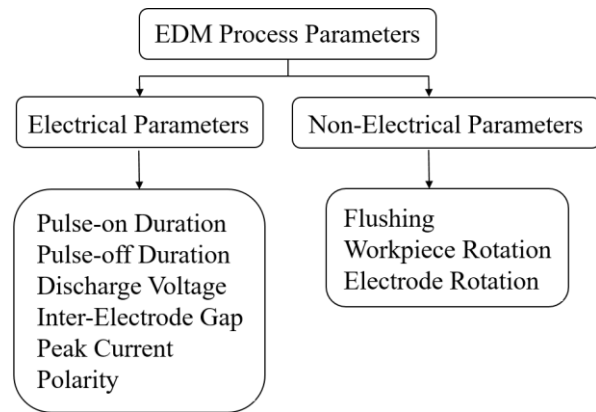 EDM Process Parameters
Electrical Parameters
Non-Electrical Parameters
Pulse-on Duration
Pulse-off Duration
Discharge Voltage
Inter-Electrode Gap
Peak Current
Polarity
Flushing
Workpiece Rotation
Electrode Rotation